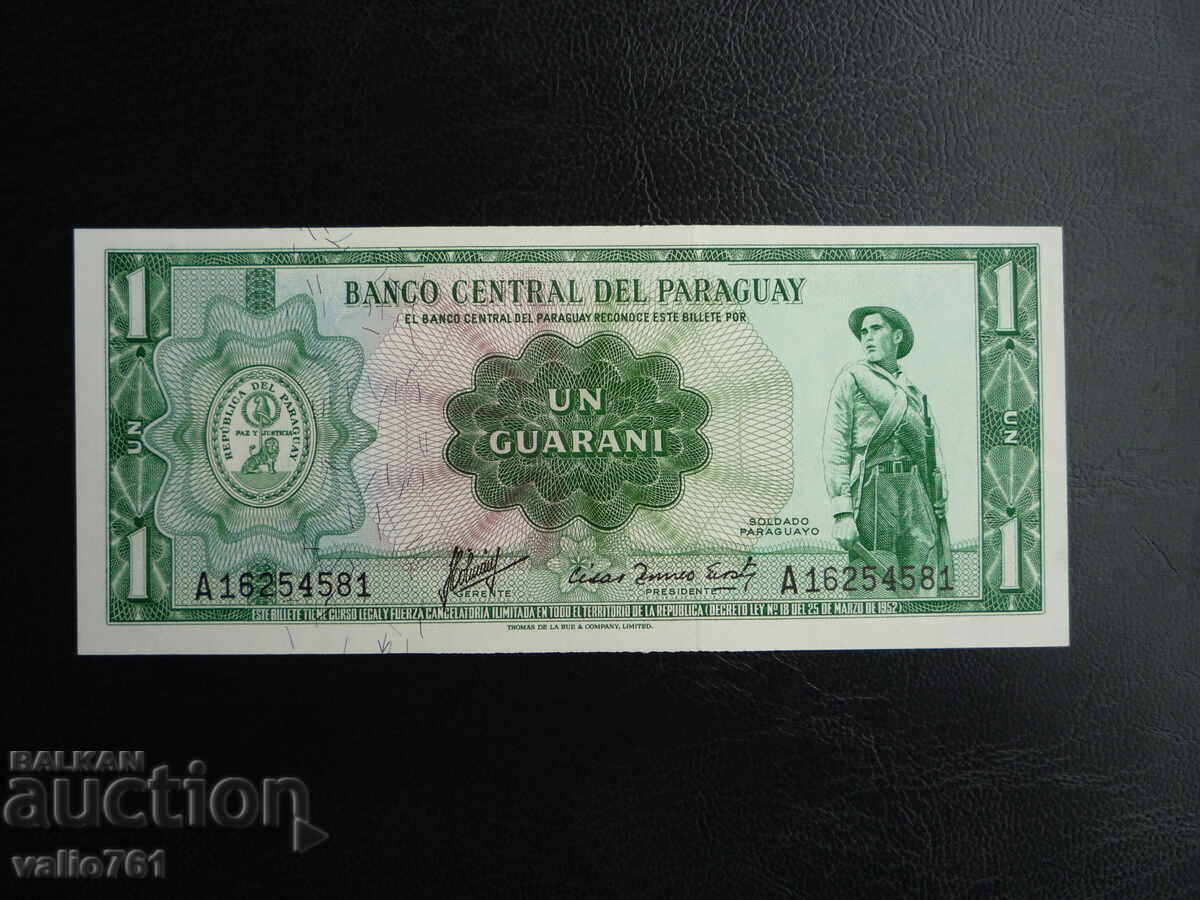 1
1
BANCO CENTRAL DEL PARAGUAY
EL BANCO CENTRAL DEL PARAGUAY RECONOCE ESTE BILLETE POR
REPÚBLICA DEL PARAGUAY
PAZ Y JUSTICIA
UN
GUARANI
UN
UN
SOLDADO
PARAGUAYO
1
1
A16254581
GERENTE
PRESIDENTE
A16254581
ESTE BILLETE TIENE CURSO LEGAL Y FUERZA CANCELATORIA ILIMITADA EN TODO EL TERRITORIO DE LA REPUBLICA (DECRETO LEY Nº 18 DEL 25 DE MARZO DE 1952)
THOMAS DE LA RUE & COMPANY, LIMITED.
BALKAN
auction
valio761